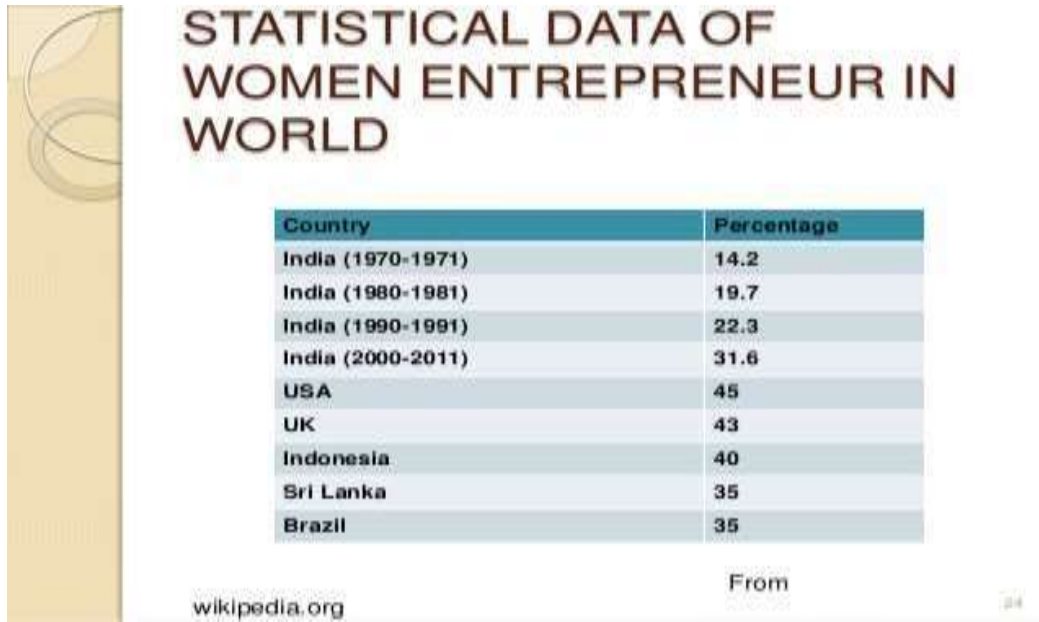 STATISTICAL DATA OF
WOMEN ENTREPRENEUR IN
WORLD
Country Percentage
India (1970-1971) 14.2
India (1980-1981) 19.7
India (1990-1991) 22.3
India (2000-2011) 31.6
USA 45
UK 43
Indonesia 40
Sri Lanka 35
Brazil 35
From
wikipedia.org
24